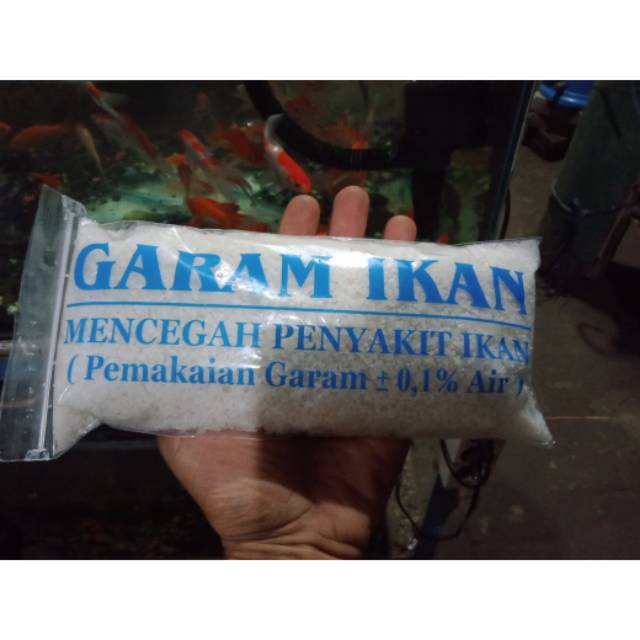 GARAM IKAN
MENCEGAH PENYAKIT IKAN
( Pemakaian Garam ± 0,1% Air )